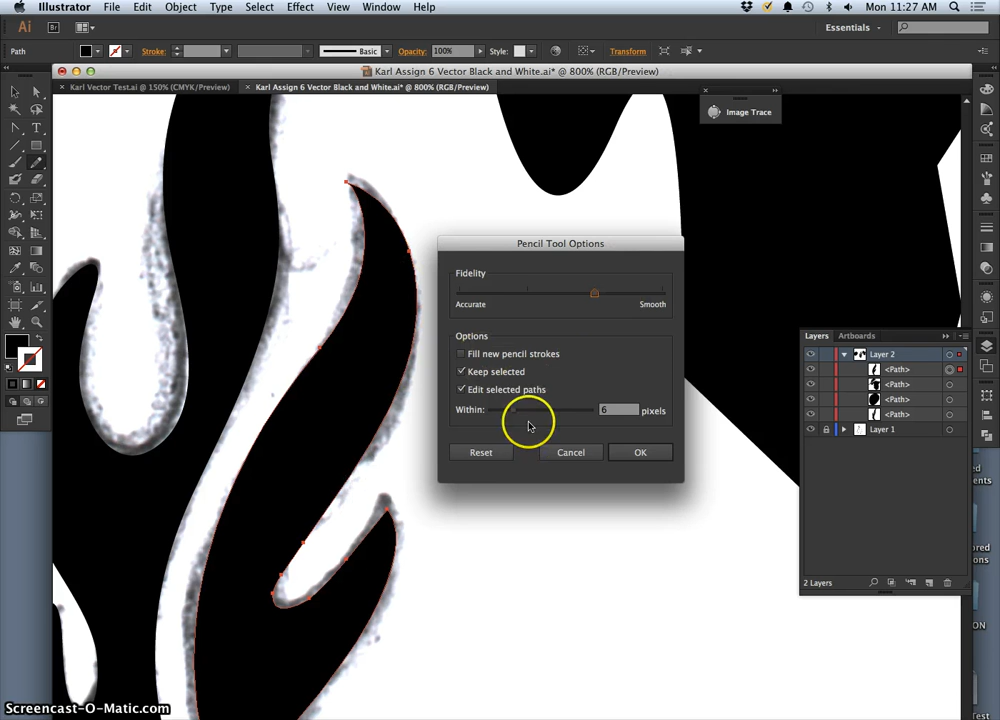 Illustrator File Edit Object Type Select Effect View Window Help Mon 11:27 AM
Ai Br Essentials
Path Stroke: Basic Opacity: 100% Style: Transform
Karl Assign 6 Vector Black and White.ai* @ 800% (RGB/Preview)
× Karl Vector Test.ai @ 150% (CMYK/Preview) × Karl Assign 6 Vector Black and White.ai* @ 800% (RGB/Preview)
Image Trace
Pencil Tool Options
Fidelity
Accurate Smooth
Options
Fill new pencil strokes
Keep selected
Edit selected paths
Within: 6 pixels
Reset Cancel OK
Layers Artboards
Layer 2
<Path>
<Path>
<Path>
<Path>
Layer 1
2 Layers
T
Screencast-O-Matic.com